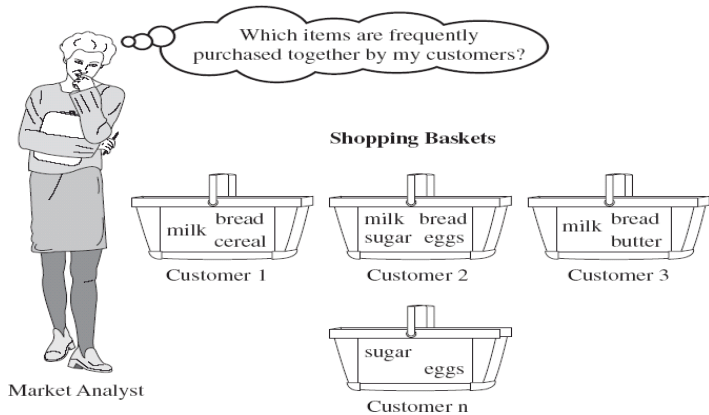 Which items are frequently
purchased together by my customers?
Shopping Baskets
milk bread
cereal
Customer 1
milk bread
sugar eggs
Customer 2
milk bread
butter
Customer 3
sugar
eggs
Customer n
Market Analyst